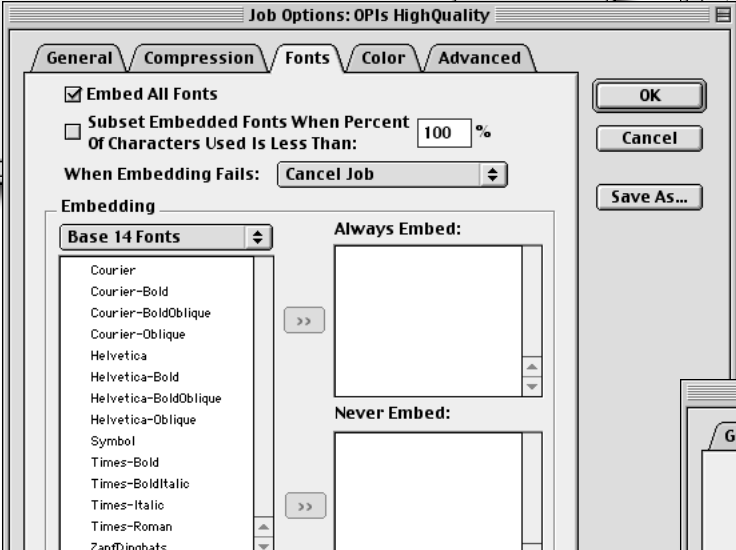 Job Options: OPIs HighQuality
General Compression Fonts Color Advanced
Embed All Fonts
Subset Embedded Fonts When Percent
Of Characters Used Is Less Than:
100 %
When Embedding Fails: Cancel Job
OK
Cancel
Save As...
Embedding
Base 14 Fonts
Courier
Courier-Bold
Courier-BoldOblique
Courier-Oblique
Helvetica
Helvetica-Bold
Helvetica-BoldOblique
Helvetica-Oblique
Symbol
Times-Bold
Times-BoldItalic
Times-Italic
Times-Roman
ZapfDingbats
>>
>>
Always Embed:
Never Embed:
G